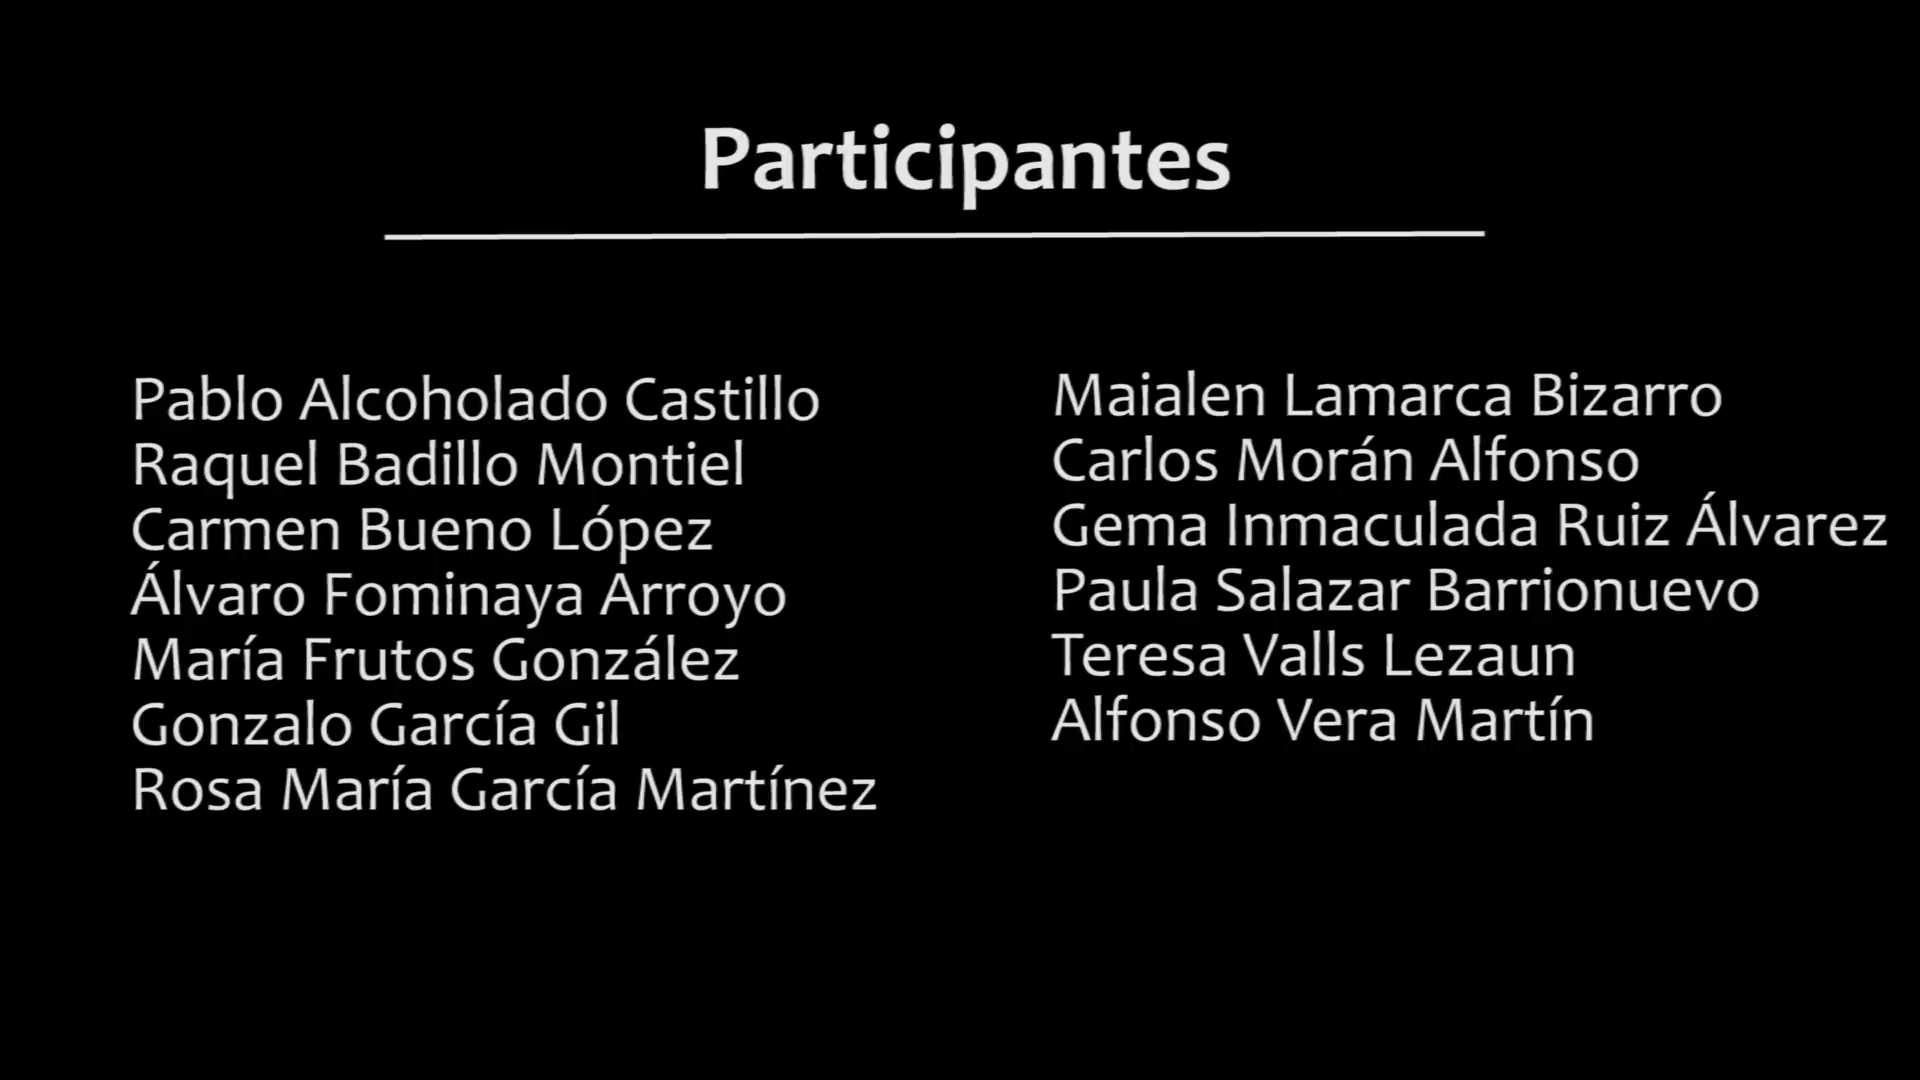 Participantes
Pablo Alcoholado Castillo
Raquel Badillo Montiel
Carmen Bueno López
Álvaro Fominaya Arroyo
María Frutos González
Gonzalo García Gil
Rosa María García Martínez
Maialen Lamarca Bizarro
Carlos Morán Alfonso
Gema Inmaculada Ruiz Álvarez
Paula Salazar Barrionuevo
Teresa Valls Lezaun
Alfonso Vera Martín